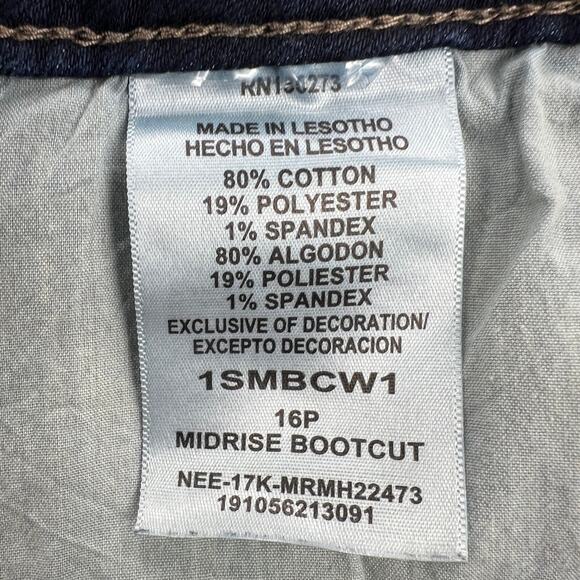 RN130273
MADE IN LESOTHO
HECHO EN LESOTHO
80% COTTON
19% POLYESTER
1% SPANDEX
80% ALGODON
19% POLIESTER
1% SPANDEX
EXCLUSIVE OF DECORATION/
EXCEPTO DECORACION
1SMBCW1
16P
MIDRISE BOOTCUT
NEE-17K-MRMH22473
191056213091